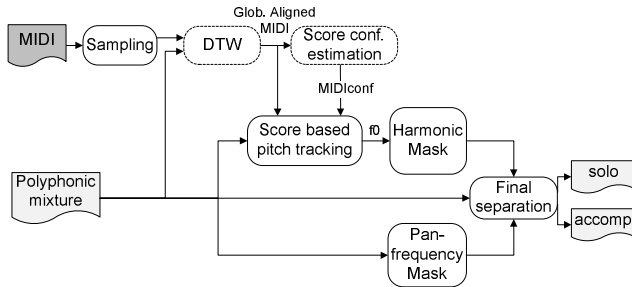 Glob. Aligned
MIDI
MIDI
Sampling
DTW
Score conf.
estimation
MIDIconf
Score based
pitch tracking
f0
Harmonic
Mask
Polyphonic
mixture
Final
separation
solo
accomp
Pan-
frequency
Mask